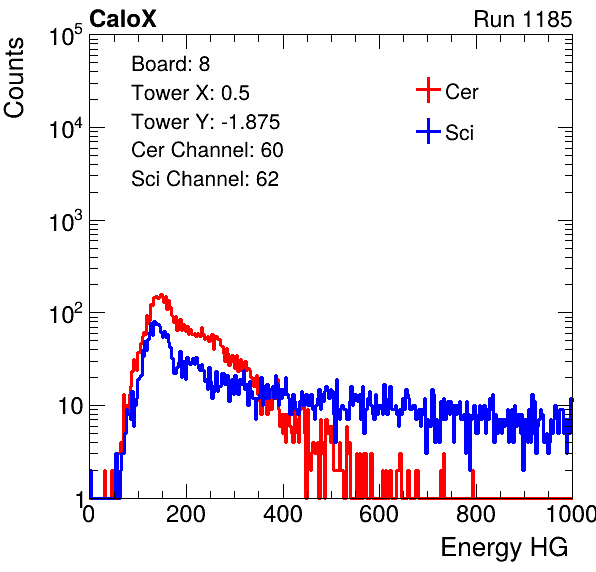 CaloX Run 1185
Counts
Board: 8
Tower X: 0.5
Tower Y: -1.875
Cer Channel: 60
Sci Channel: 62
Cer
Sci
10^5
10^4
10^3
10^2
10
1
0 200 400 600 800 1000
Energy HG